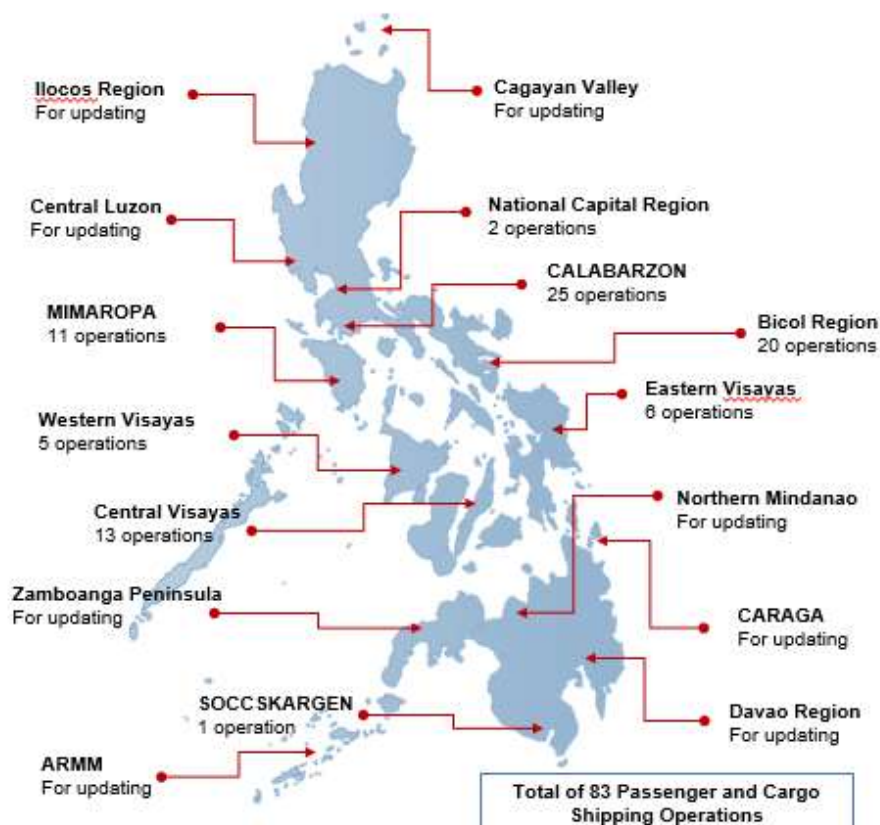 Ilocos Region
For updating
Cagayan Valley
For updating
Central Luzon
For updating
National Capital Region
2 operations
CALABARZON
25 operations
MIMAROPA
11 operations
Bicol Region
20 operations
Eastern Visayas
6 operations
Western Visayas
5 operations
Northern Mindanao
For updating
Central Visayas
13 operations
Zamboanga Peninsula
For updating
CARAGA
For updating
SOCCSKARGEN
1 operation
Davao Region
For updating
ARMM
For updating
Total of 83 Passenger and Cargo
Shipping Operations